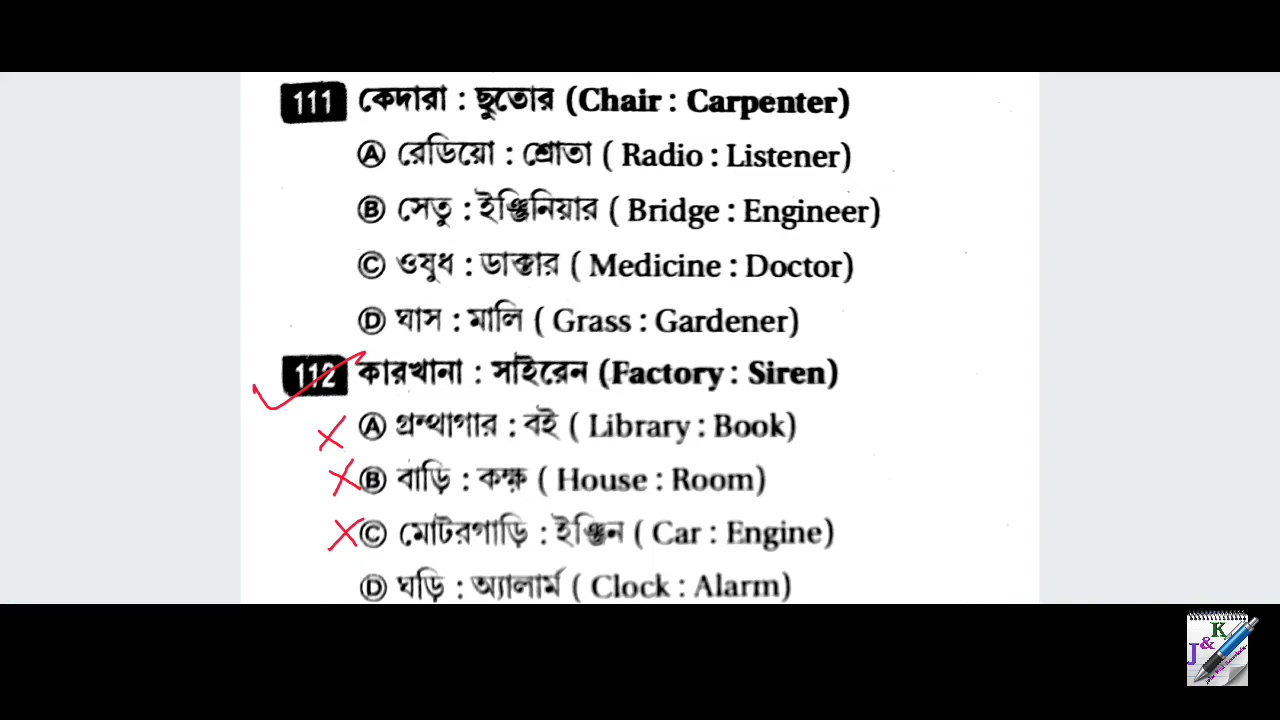 111 কেদারা : ছুতোর (Chair : Carpenter)
Ⓐ রেডিয়ো : শ্রোতা ( Radio : Listener)
Ⓑ সেতু : ইঞ্জিনিয়ার ( Bridge : Engineer)
Ⓒ ওষুধ : ডাক্তার ( Medicine : Doctor)
Ⓓ ঘাস : মালি ( Grass : Gardener)
112 কারখানা : সাইরেন (Factory : Siren)
Ⓐ গ্রন্থাগার : বই ( Library : Book)
Ⓑ বাড়ি : কক্ষ ( House : Room)
Ⓒ মোটরগাড়ি : ইঞ্জিন ( Car : Engine)
Ⓓ ঘড়ি : অ্যালার্ম ( Clock : Alarm)
J&K